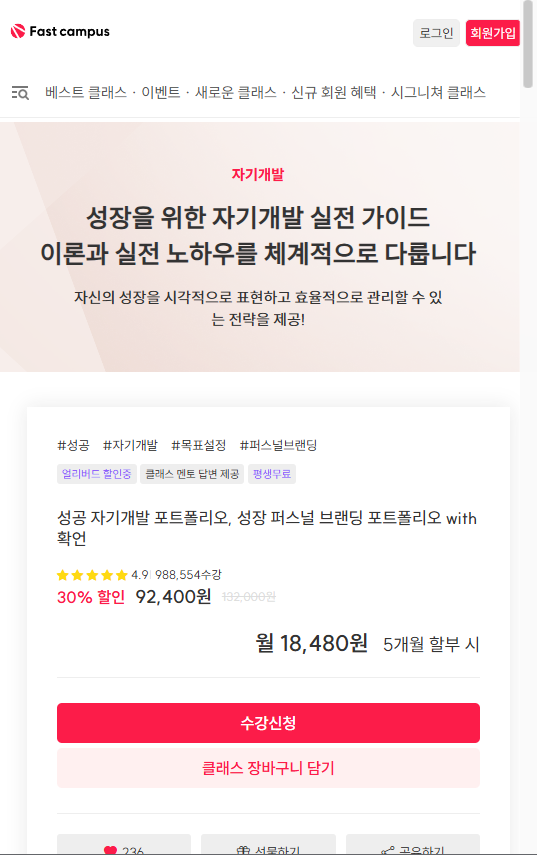 Fast campus
로그인
회원가입
베스트 클래스 · 이벤트 · 새로운 클래스 · 신규 회원 혜택 · 시그니쳐 클래스
자기개발
성장을 위한 자기개발 실전 가이드
이론과 실전 노하우를 체계적으로 다룹니다
자신의 성장을 시각적으로 표현하고 효율적으로 관리할 수 있
는 전략을 제공!
#성공 #자기개발 #목표설정 #퍼스널브랜딩
얼리버드 할인중 클래스 멘토 답변 제공 평생무료
성공 자기개발 포트폴리오, 성장 퍼스널 브랜딩 포트폴리오 with
확언
4.9 988,554수강
30% 할인 92,400원 132,000원
월 18,480원 5개월 할부 시
수강신청
클래스 장바구니 담기
236 선물하기 공유하기